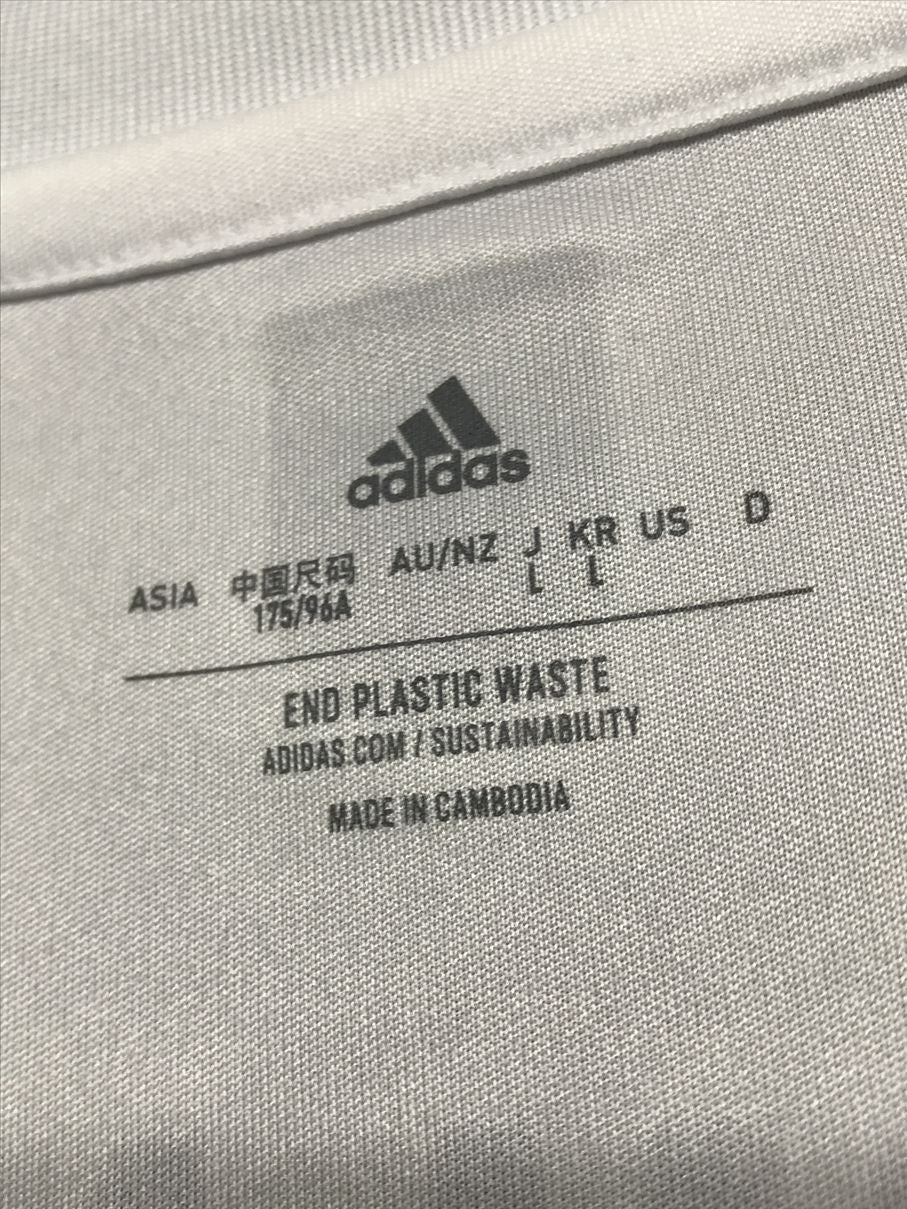 adidas
ASIA 中国尺码 AU/NZ J KR US D
175/96A L L
END PLASTIC WASTE
ADIDAS.COM / SUSTAINABILITY
MADE IN CAMBODIA